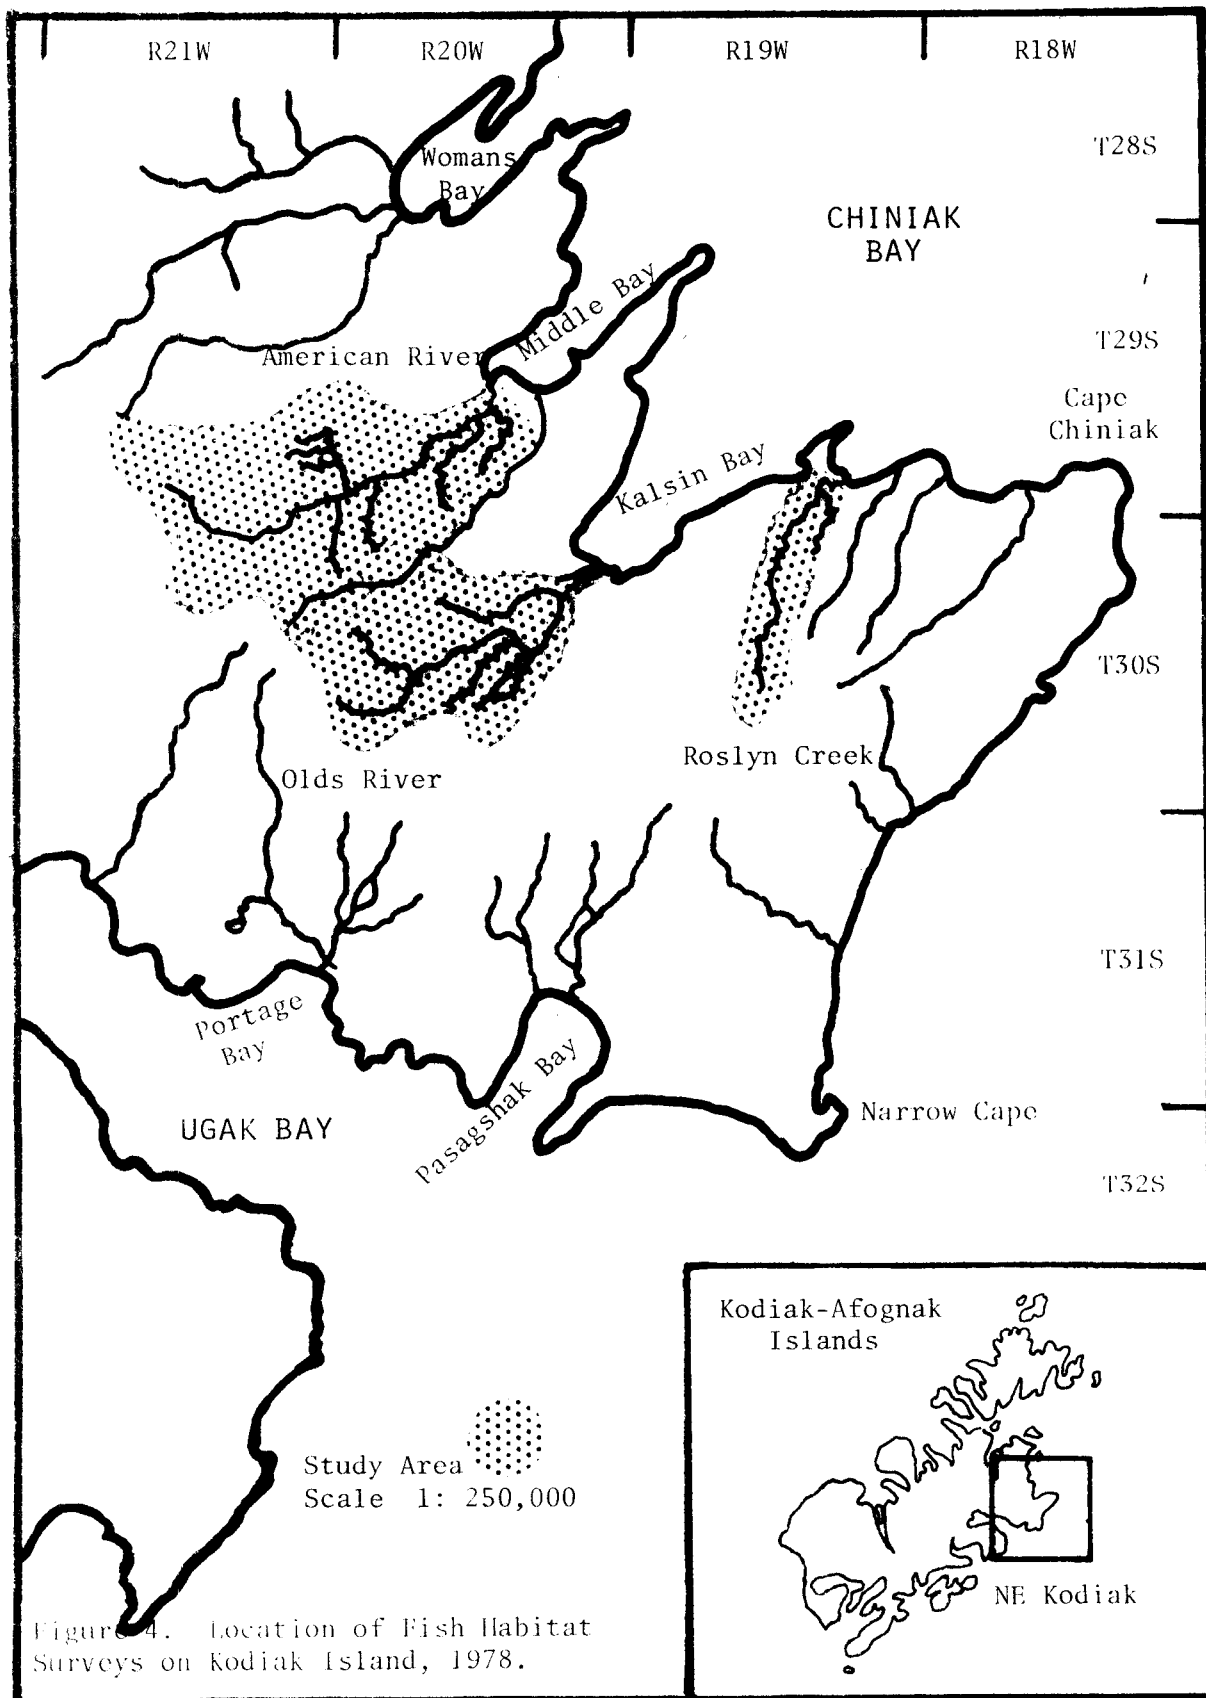 R21W R20W R19W R18W
T28S
Womans
Bay
CHINIAK
BAY
Middle Bay
T29S
American River
Cape
Chiniak
Kalsin Bay
T30S
Roslyn Creek
Olds River
T31S
Portage
Bay
Pasagshak Bay
Narrow Cape
UGAK BAY
T32S
Kodiak-Afognak
Islands
Study Area
Scale 1: 250,000
NE Kodiak
Figure 4. Location of Fish Habitat
Surveys on Kodiak Island, 1978.